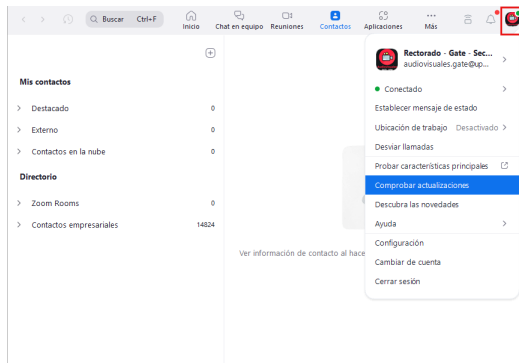 Buscar Ctrl+F
Inicio
Chat en equipo
Reuniones
Contactos
Aplicaciones
Más
Mis contactos
Destacado 0
Externo 0
Contactos en la nube 0
Directorio
Zoom Rooms 0
Contactos empresariales 14824
Ver información de contacto al hace
Rectorado - Gate - Sec...
audiovisuales.gate@up...
Conectado
Establecer mensaje de estado
Ubicación de trabajo Desactivado
Desviar llamadas
Probar características principales
Comprobar actualizaciones
Descubra las novedades
Ayuda
Configuración
Cambiar de cuenta
Cerrar sesión